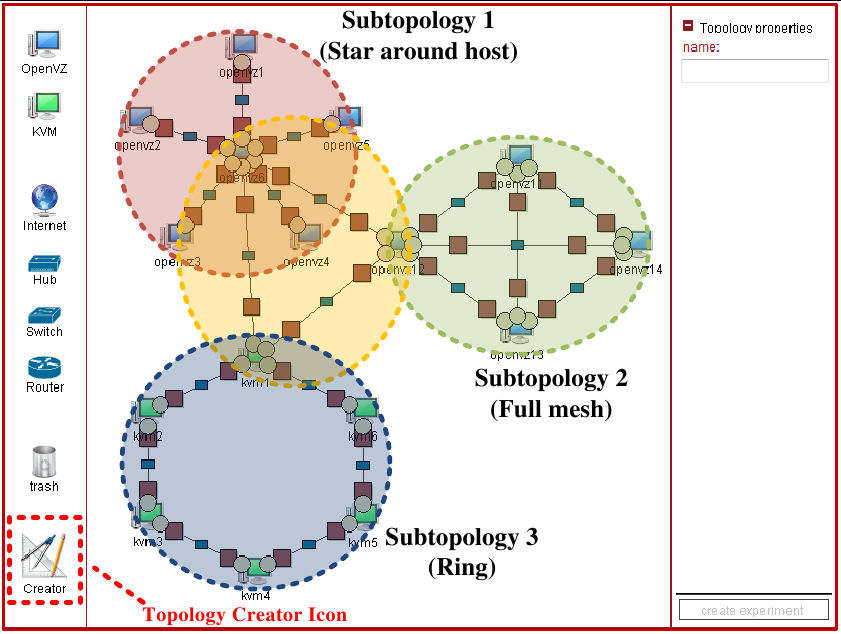 Subtopology 1
(Star around host)
Topology properties
name:
OpenVZ
KVM
Internet
Hub
Switch
Router
trash
Creator
openvz1
openvz2
openvz5
openvz6
openvz3
openvz4
openvz11
openvz12
openvz14
openvz13
Subtopology 2
(Full mesh)
kvm1
kvm2
kvm6
kvm3
kvm5
kvm4
Subtopology 3
(Ring)
Topology Creator Icon
create experiment